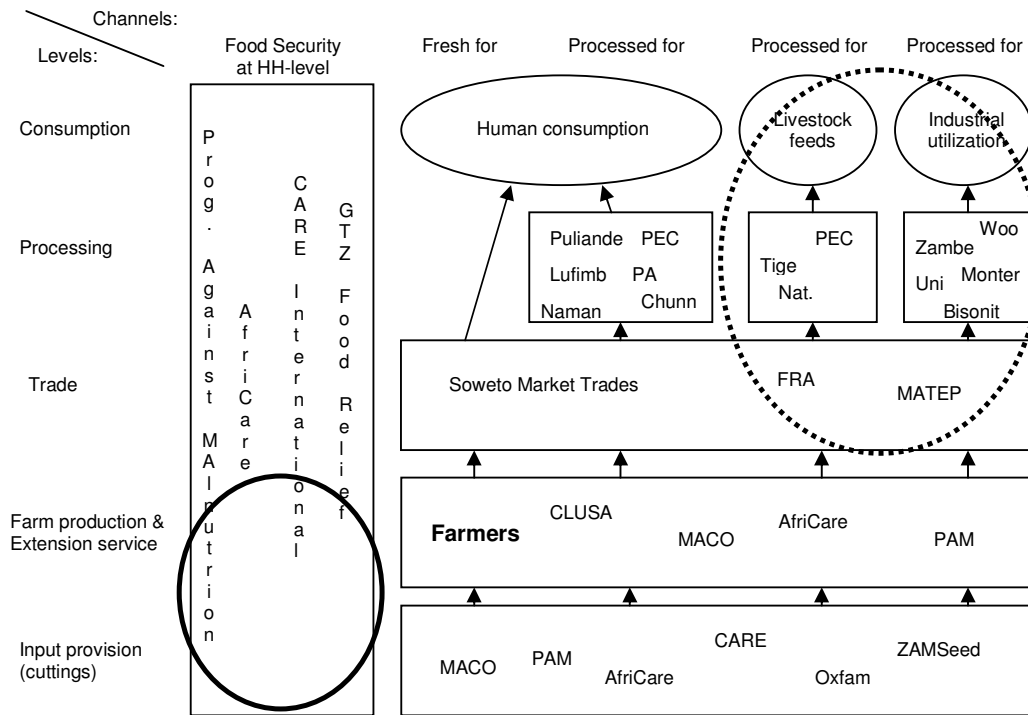 Channels:
Levels:
Food Security
at HH-level
Fresh for
Processed for
Processed for
Processed for
Consumption
Human consumption
Livestock
feeds
Industrial
utilization
Processing
Puliande PEC
Lufimb PA
Chunn
Naman
PEC
Tige
Nat.
Woo
Zambe
Uni Monter
Bisonit
Trade
Soweto Market Trades
FRA
MATEP
Farm production &
Extension service
Farmers
CLUSA
MACO
AfriCare
PAM
Input provision
(cuttings)
MACO
PAM
AfriCare
CARE
Oxfam
ZAMSeed
Prog. Against MAlnutrion
AfriCare
CARE International
GTZ Food Relief